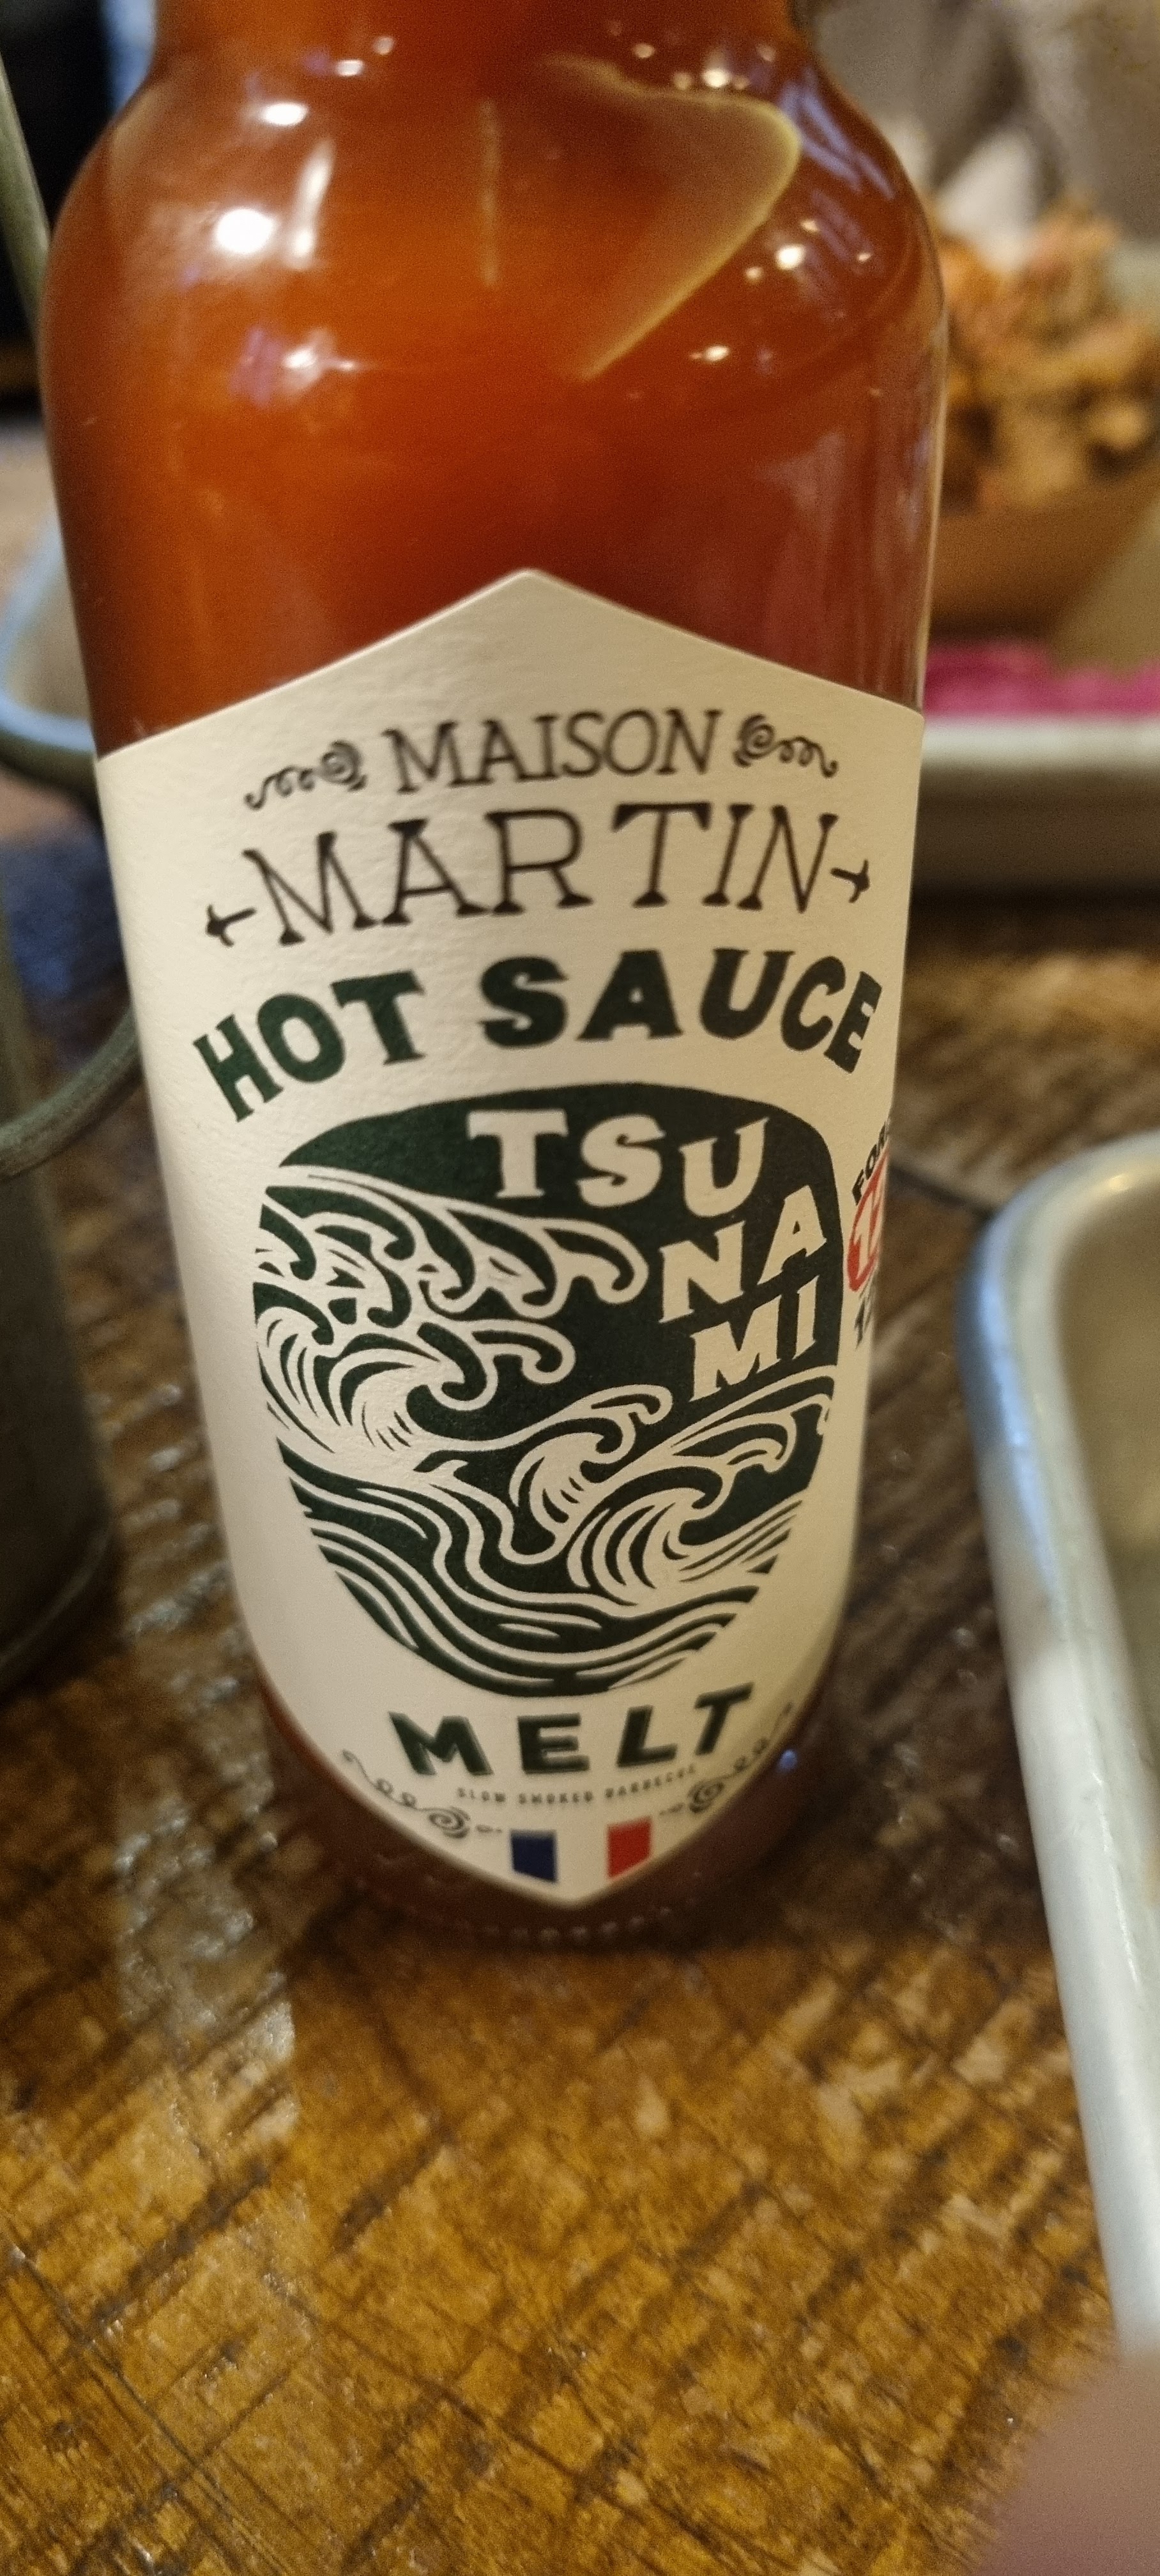 MAISON
MARTIN
HOT SAUCE
TSU
NA
MI
MELT
SLOW SMOKED BARBECUE